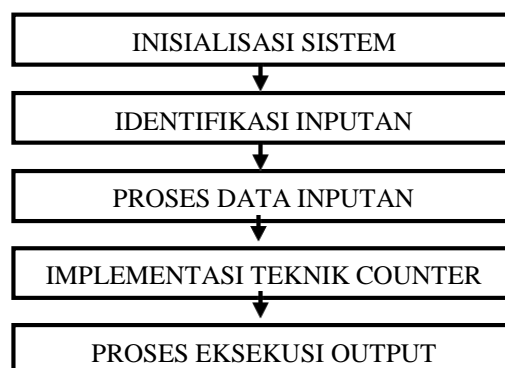 INISIALISASI SISTEM
IDENTIFIKASI INPUTAN
PROSES DATA INPUTAN
IMPLEMENTASI TEKNIK COUNTER
PROSES EKSEKUSI OUTPUT